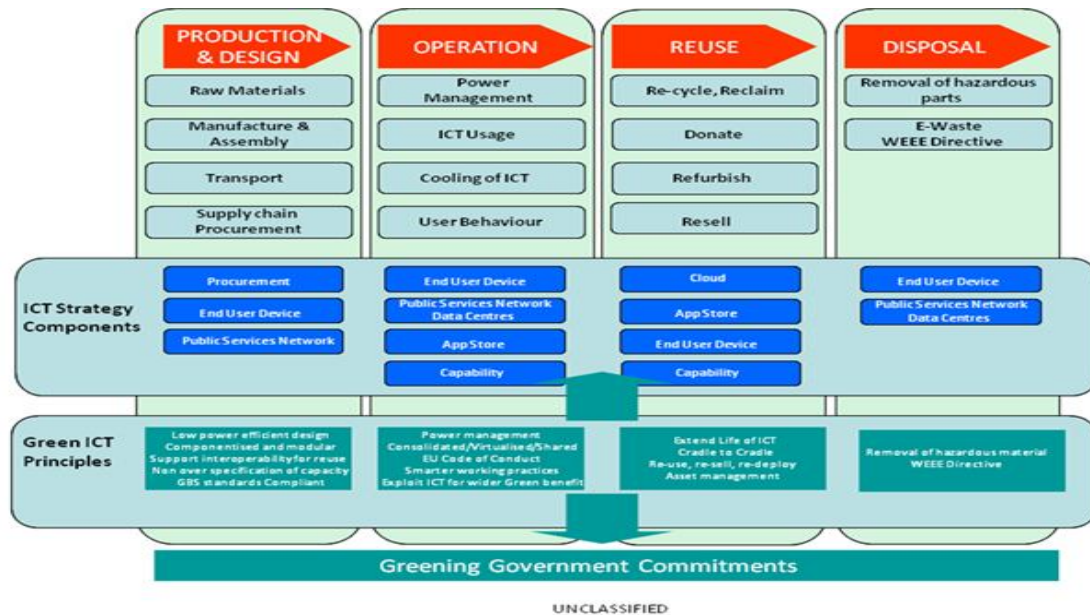 PRODUCTION
& DESIGN
OPERATION
REUSE
DISPOSAL
Raw Materials
Manufacture &
Assembly
Transport
Supply chain
Procurement
Power
Management
ICT Usage
Cooling of ICT
User Behaviour
Re-cycle, Reclaim
Donate
Refurbish
Resell
Removal of hazardous
parts
E-Waste
WEEE Directive
ICT Strategy
Components
Procurement
End User Device
Public Services Network
End User Device
Public Services Network
Data Centres
App Store
Capability
Cloud
App Store
End User Device
Capability
End User Device
Public Services Network
Data Centres
Green ICT
Principles
Low power efficient design
Componentised and modular
Support interoperability for reuse
Non over specification of capacity
GBS standards Compliant
Power management
Consolidated/Virtualised/Shared
EU Code of Conduct
Smarter working practices
Exploit ICT for wider Green benefit
Extend Life of ICT
Cradle to Cradle
Re-use, re-sell, re-deploy
Asset management
Removal of hazardous material
WEEE Directive
Greening Government Commitments
UNCLASSIFIED